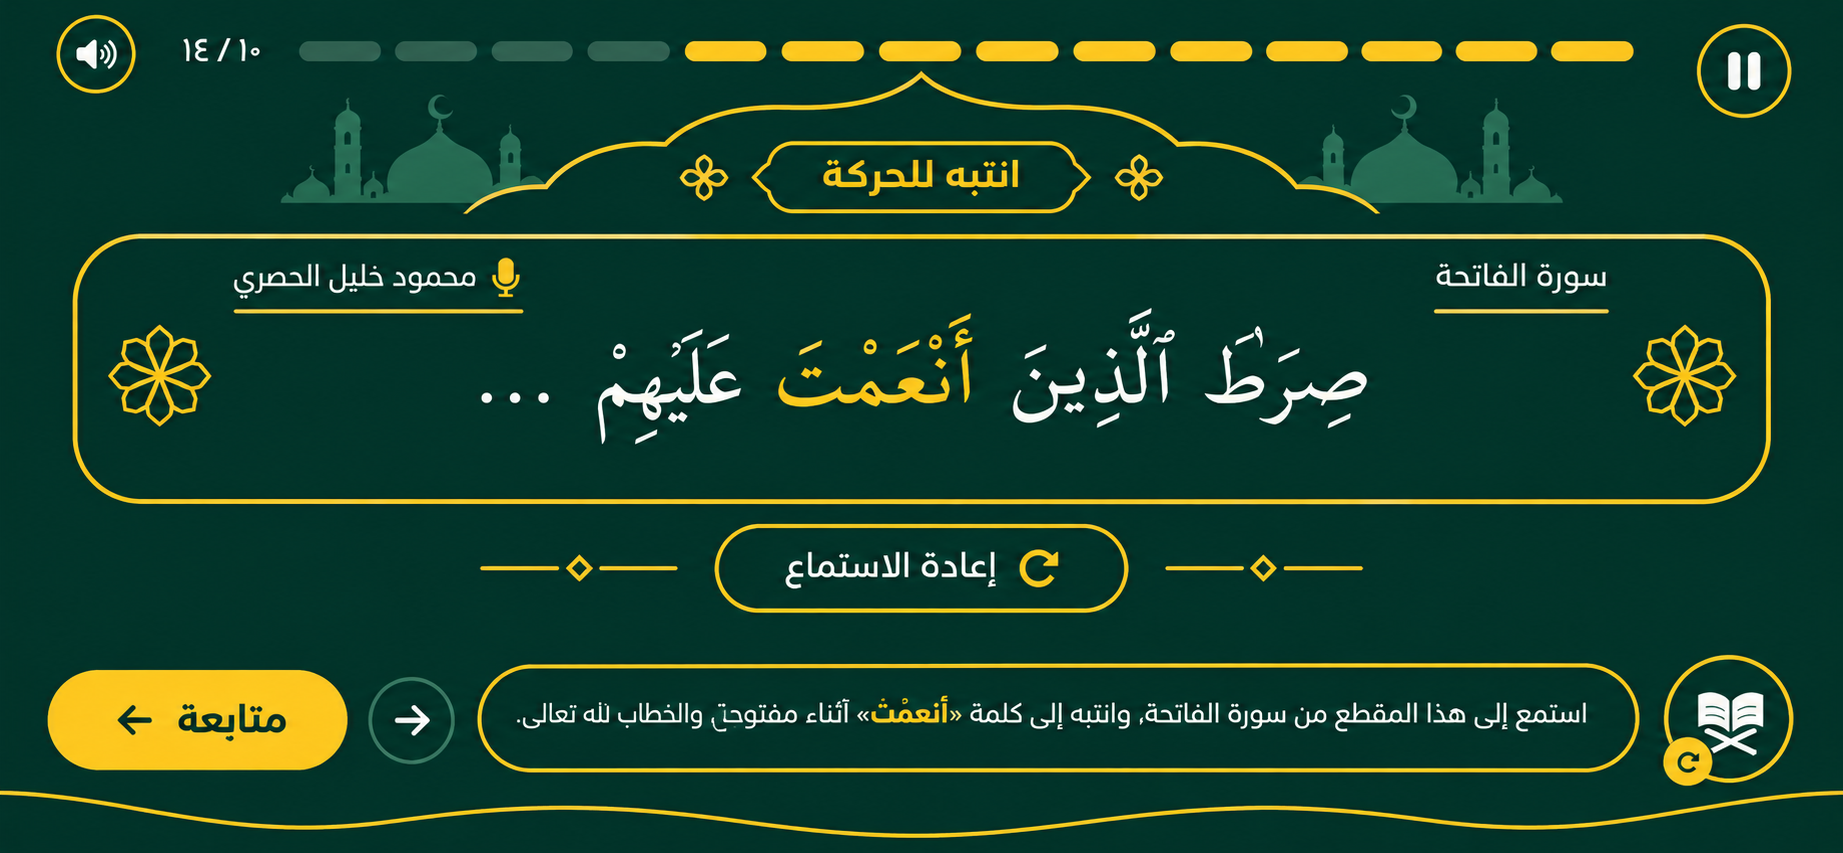 ١٠ / ١٤
انتبه للحركة
سورة الفاتحة
محمود خليل الحصري
صِرَٰطَ ٱلَّذِينَ أَنْعَمْتَ عَلَيْهِمْ ...
إعادة الاستماع
استمع إلى هذا المقطع من سورة الفاتحة, وانتبه إلى كلمة «أنعمْتَ» أثناء والخطاب لله تعالى.
متابعة